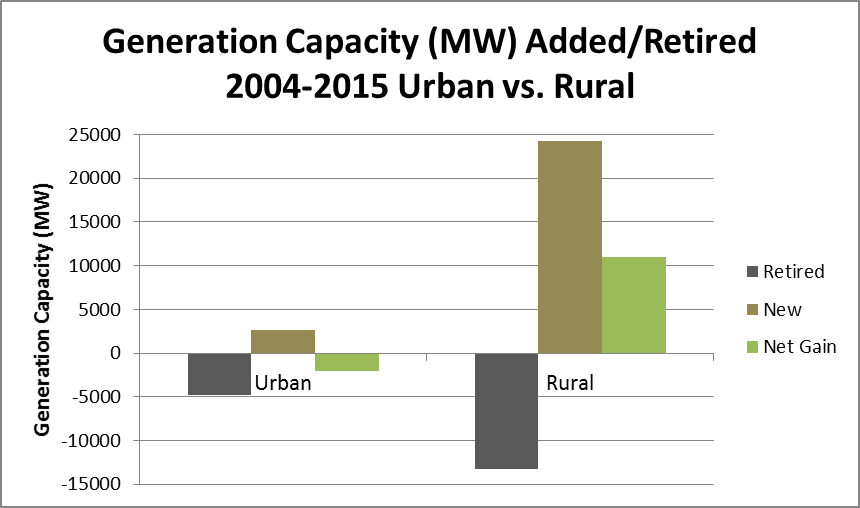 Generation Capacity (MW) Added/Retired
2004-2015 Urban vs. Rural
Generation Capacity (MW)
25000
20000
15000
10000
5000
0
-5000
-10000
-15000
Urban
Rural
Retired
New
Net Gain